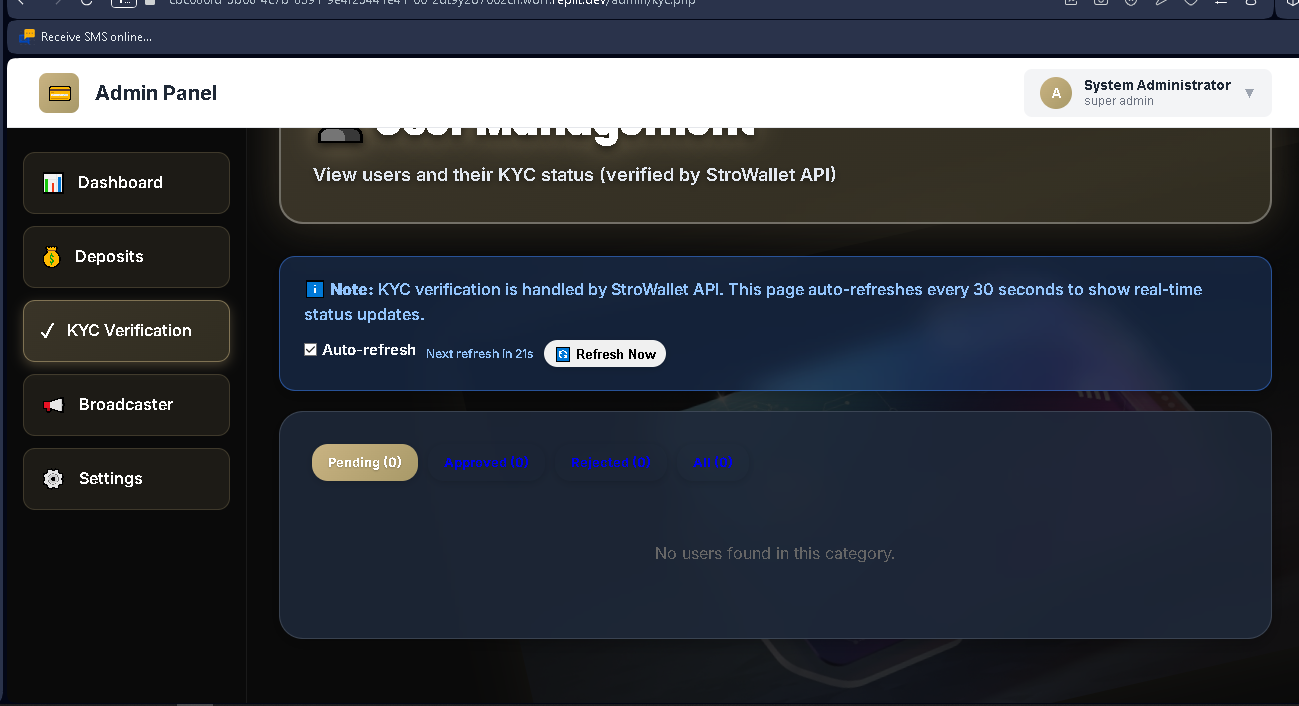 replit.dev/admin/kyc.php
Receive SMS online...
Admin Panel
A
System Administrator
super admin
User Management
View users and their KYC status (verified by StroWallet API)
Dashboard
Deposits
KYC Verification
Broadcaster
Settings
Note: KYC verification is handled by StroWallet API. This page auto-refreshes every 30 seconds to show real-time
status updates.
Auto-refresh
Next refresh in 21s
Refresh Now
Pending (0)
Approved (0)
Rejected (0)
All (0)
No users found in this category.